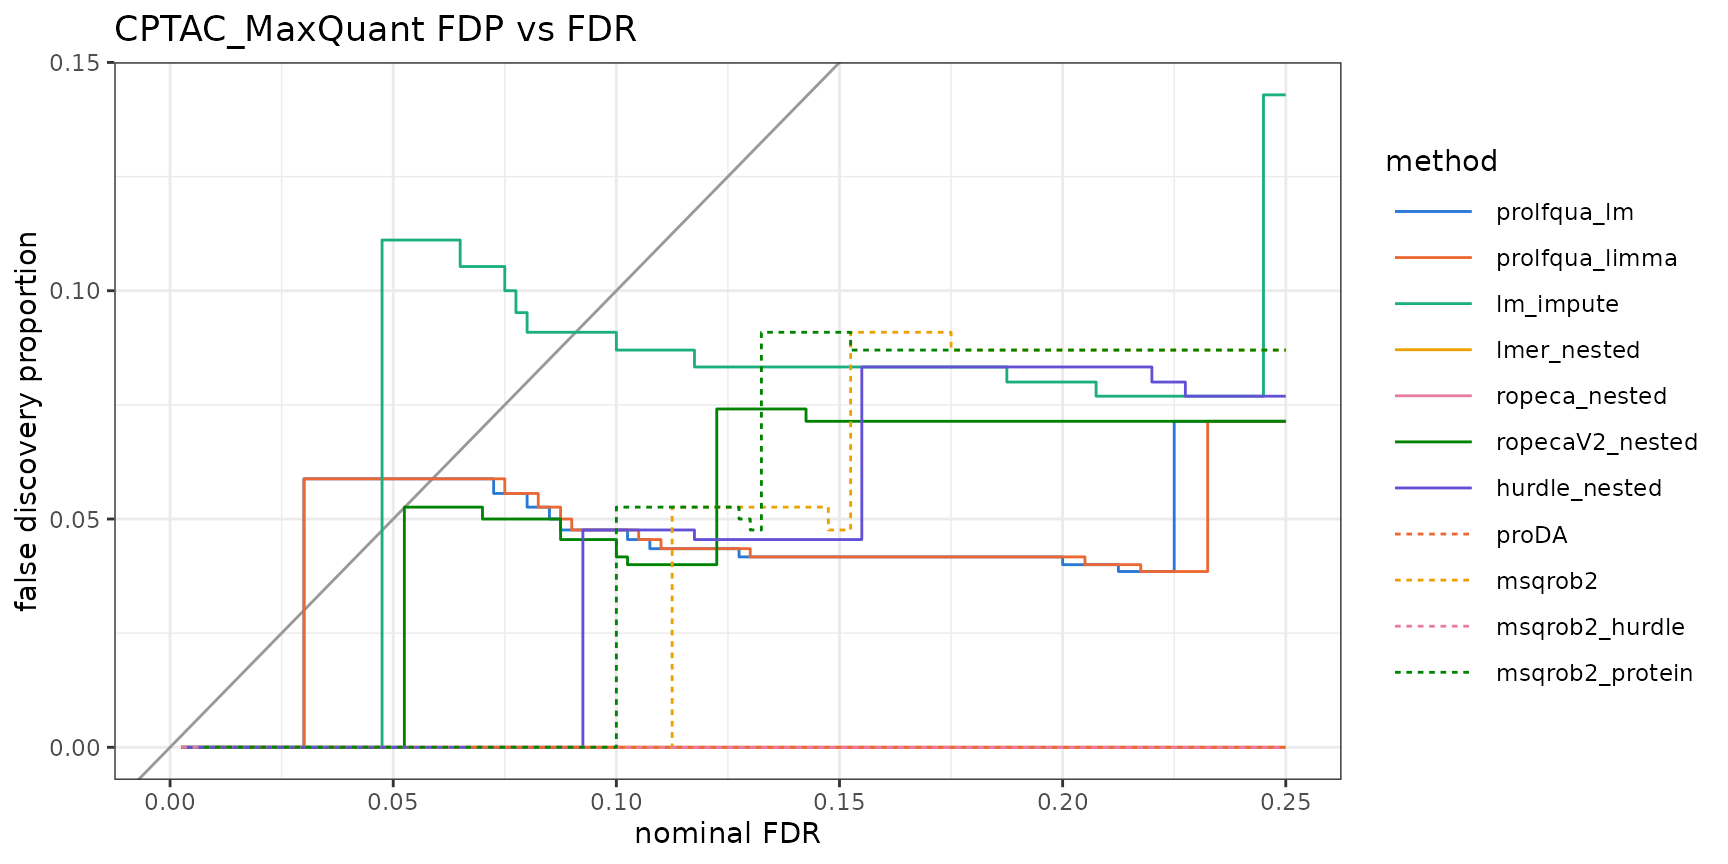 CPTAC_MaxQuant FDP vs FDR
0.15
0.10
0.05
0.00
false discovery proportion
0.00 0.05 0.10 0.15 0.20 0.25
nominal FDR
method
prolfqua_lm
prolfqua_limma
lm_impute
lmer_nested
ropeca_nested
ropecaV2_nested
hurdle_nested
proDA
msqrob2
msqrob2_hurdle
msqrob2_protein